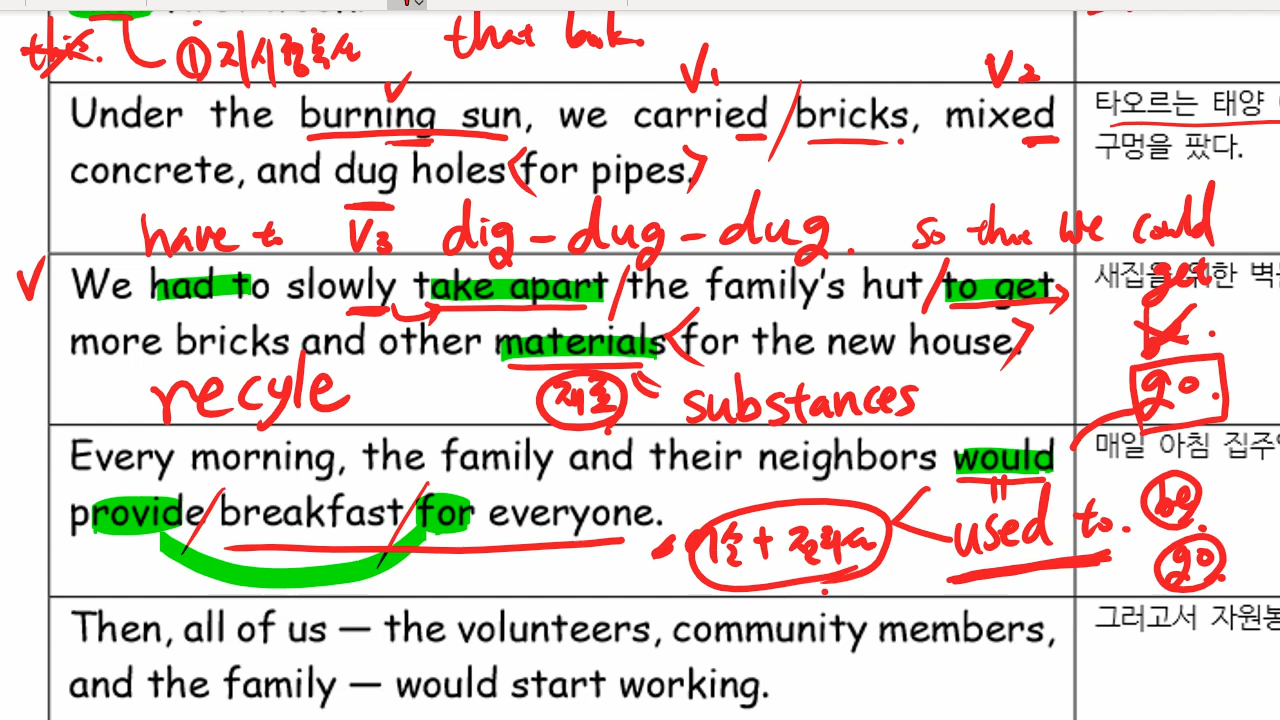 this. ① 지시형용사 that book.
V₁ V₂
Under the burning sun, we carried bricks, mixed
concrete, and dug holes for pipes.
타오르는 태양
구멍을 팠다.
have to V₃ dig - dug - dug. so that we could
get
We had to slowly take apart the family's hut to get
more bricks and other materials for the new house.
새집을 위한
recyle 재료 = substances
go.
Every morning, the family and their neighbors would
provide breakfast for everyone.
매일 아침 집주
used to.
be
go
Then, all of us — the volunteers, community members,
and the family — would start working.
그러고서 자원봉